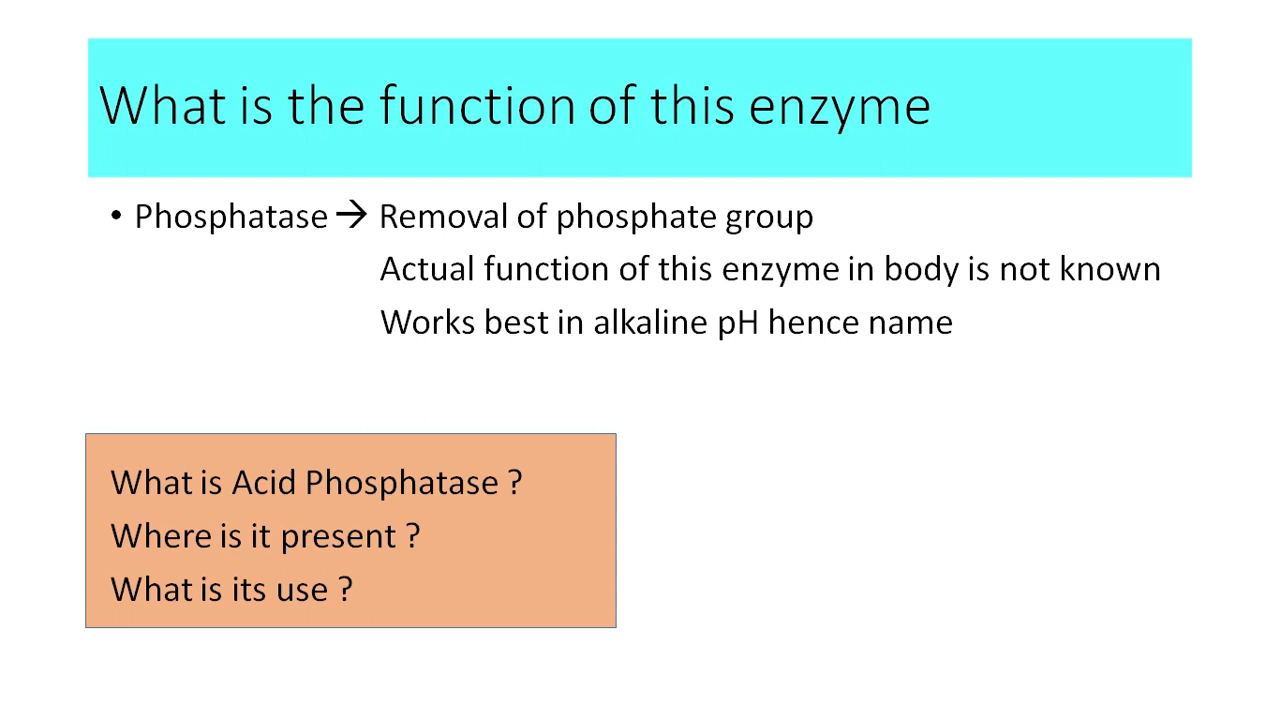 What is the function of this enzyme
• Phosphatase → Removal of phosphate group
Actual function of this enzyme in body is not known
Works best in alkaline pH hence name
What is Acid Phosphatase ?
Where is it present ?
What is its use ?